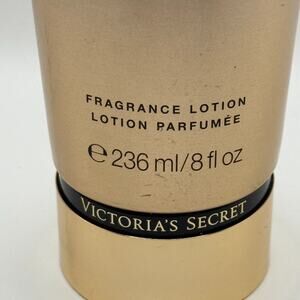 FRAGRANCE LOTION
LOTION PARFUMÉE
℮ 236 ml/8 fl oz
VICTORIA'S SECRET